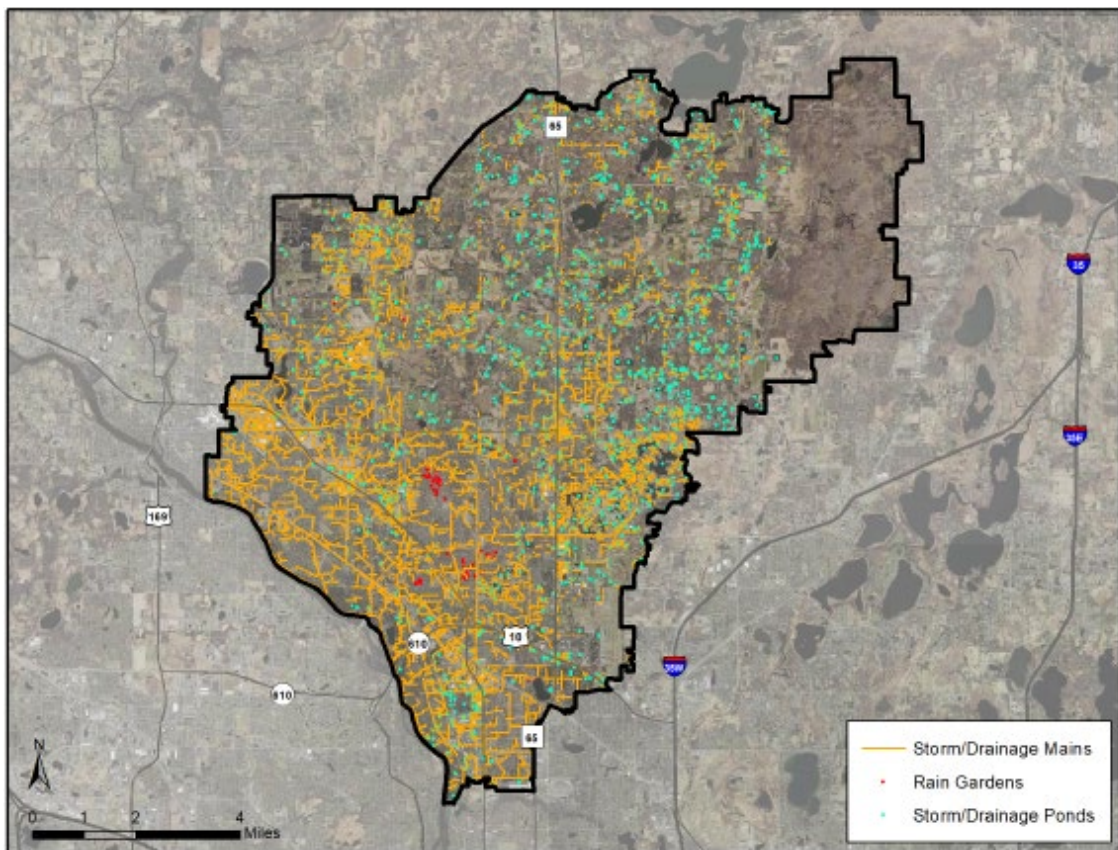 65
35
35E
169
610
10
35W
610
65
Storm/Drainage Mains
Rain Gardens
Storm/Drainage Ponds
N
0 1 2 4
Miles